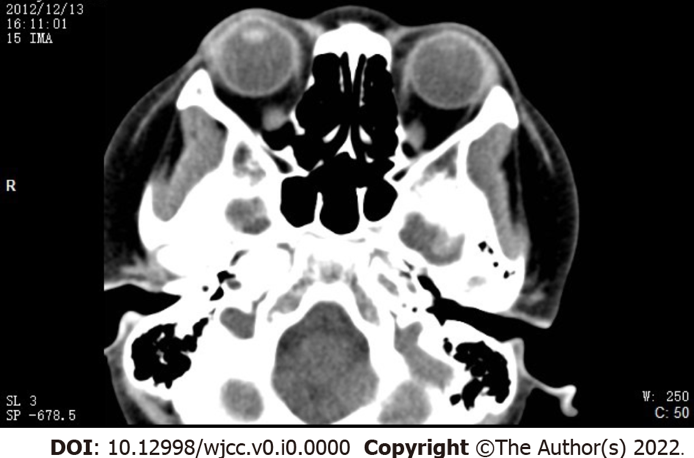 2012/12/13
16:11:01
15 IMA
R
SL 3
SP -678.5
W: 250
C: 50
DOI: 10.12998/wjcc.v0.i0.0000 Copyright ©The Author(s) 2022.